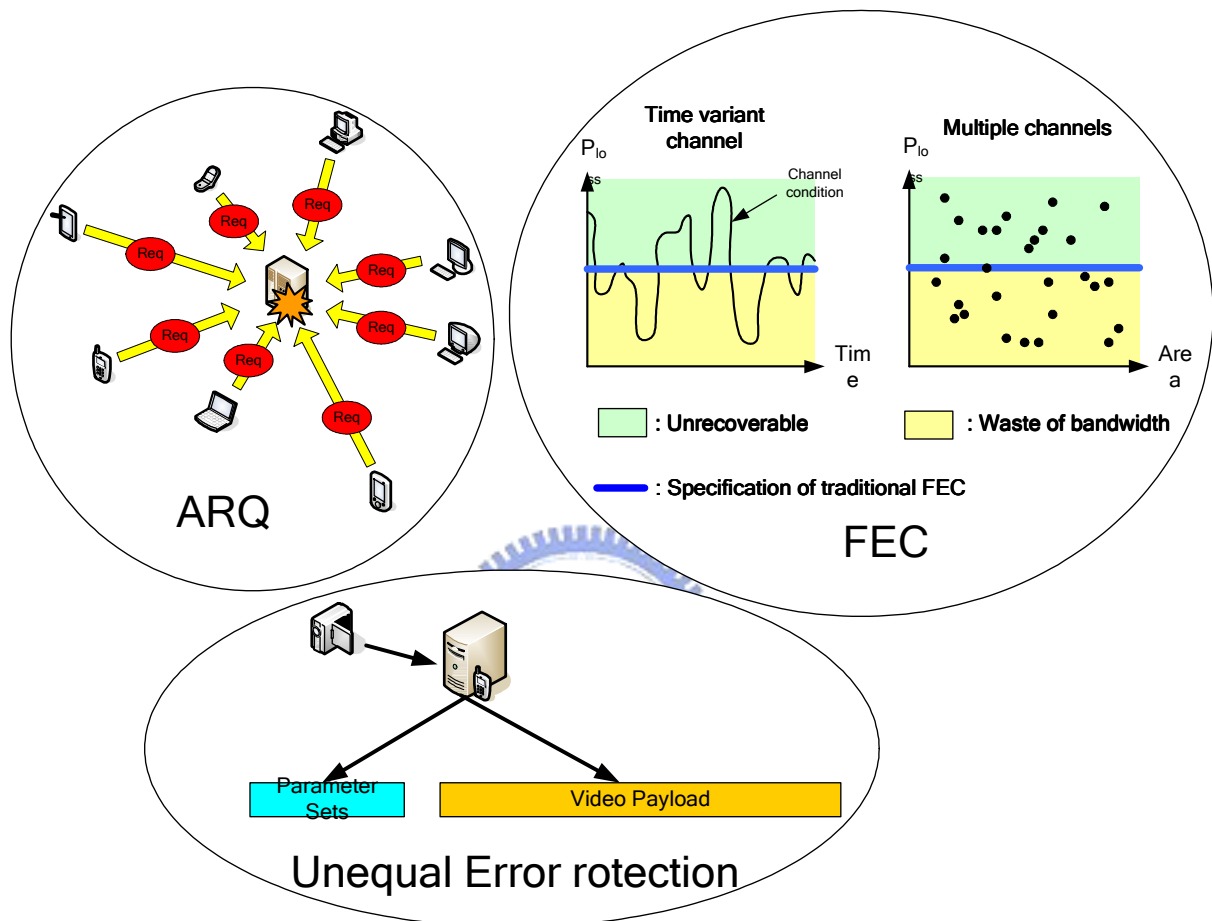 Req
Req
Req
Req
Req
Req
Req
Req
ARQ
Time variant
channel
P lo
ss
Channel
condition
Tim
e
Multiple channels
P lo
ss
Are
a
: Unrecoverable
: Waste of bandwidth
: Specification of traditional FEC
FEC
Parameter
Sets
Video Payload
Unequal Error rotection